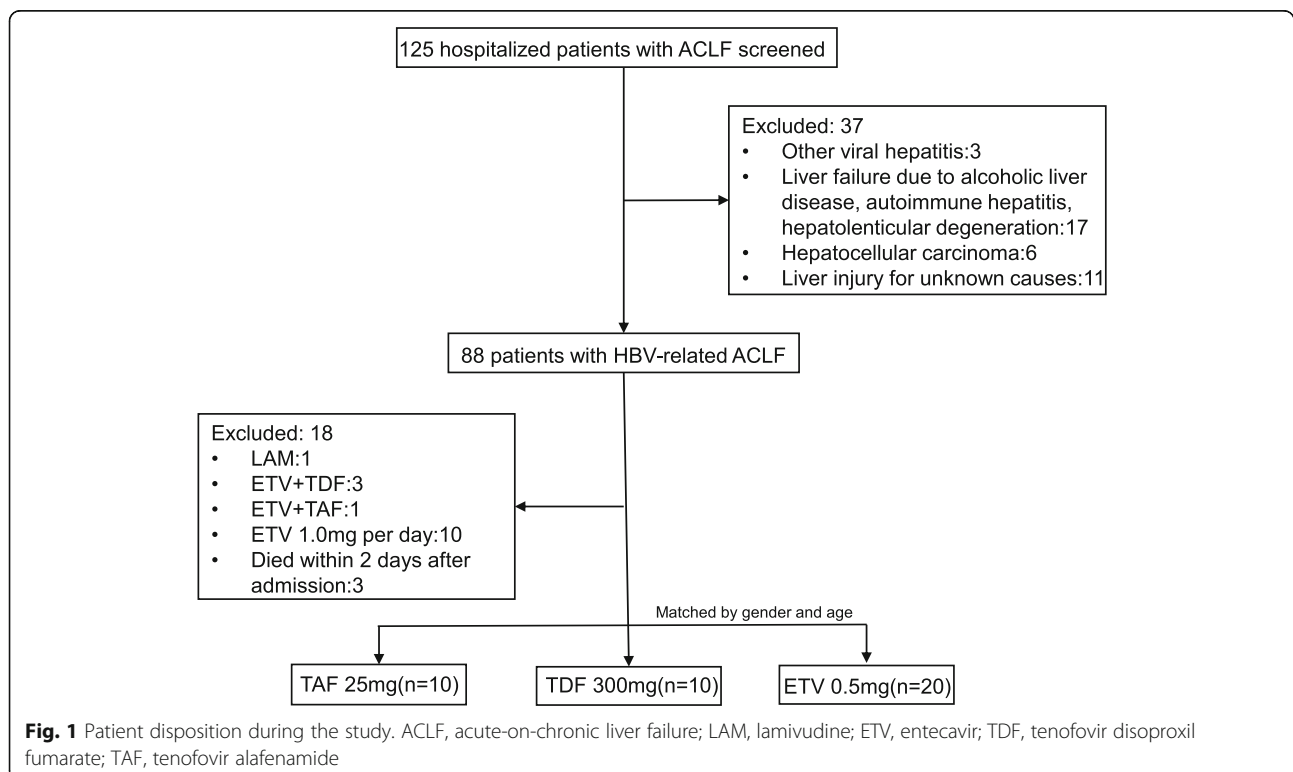 125 hospitalized patients with ACLF screened
Excluded: 37
• Other viral hepatitis:3
• Liver failure due to alcoholic liver
disease, autoimmune hepatitis,
hepatolenticular degeneration:17
• Hepatocellular carcinoma:6
• Liver injury for unknown causes:11
88 patients with HBV-related ACLF
Excluded: 18
• LAM:1
• ETV+TDF:3
• ETV+TAF:1
• ETV 1.0mg per day:10
• Died within 2 days after
admission:3
Matched by gender and age
TAF 25mg(n=10)
TDF 300mg(n=10)
ETV 0.5mg(n=20)
Fig. 1 Patient disposition during the study. ACLF, acute-on-chronic liver failure; LAM, lamivudine; ETV, entecavir; TDF, tenofovir disoproxil
fumarate; TAF, tenofovir alafenamide